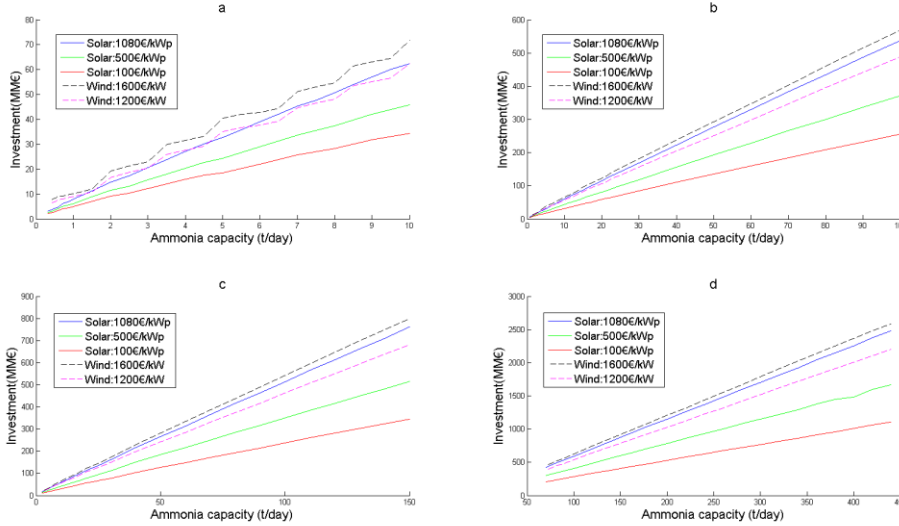 a
80
70
60
50
40
30
20
10
0
Investment(MM€)
Solar:1080€/kWp
Solar:500€/kWp
Solar:100€/kWp
Wind:1600€/kW
Wind:1200€/kW
0 1 2 3 4 5 6 7 8 9 10
Ammonia capacity (t/day)
b
600
500
400
300
200
100
0
Investment(MM€)
Solar:1080€/kWp
Solar:500€/kWp
Solar:100€/kWp
Wind:1600€/kW
Wind:1200€/kW
0 10 20 30 40 50 60 70 80 90 100
Ammonia capacity (t/day)
c
900
800
700
600
500
400
300
200
100
0
Investment(MM€)
Solar:1080€/kWp
Solar:500€/kWp
Solar:100€/kWp
Wind:1600€/kW
Wind:1200€/kW
50 100 150
Ammonia capacity (t/day)
d
3000
2500
2000
1500
1000
500
0
Investment(MM€)
Solar:1080€/kWp
Solar:500€/kWp
Solar:100€/kWp
Wind:1600€/kW
Wind:1200€/kW
50 100 150 200 250 300 350 400
Ammonia capacity (t/day)